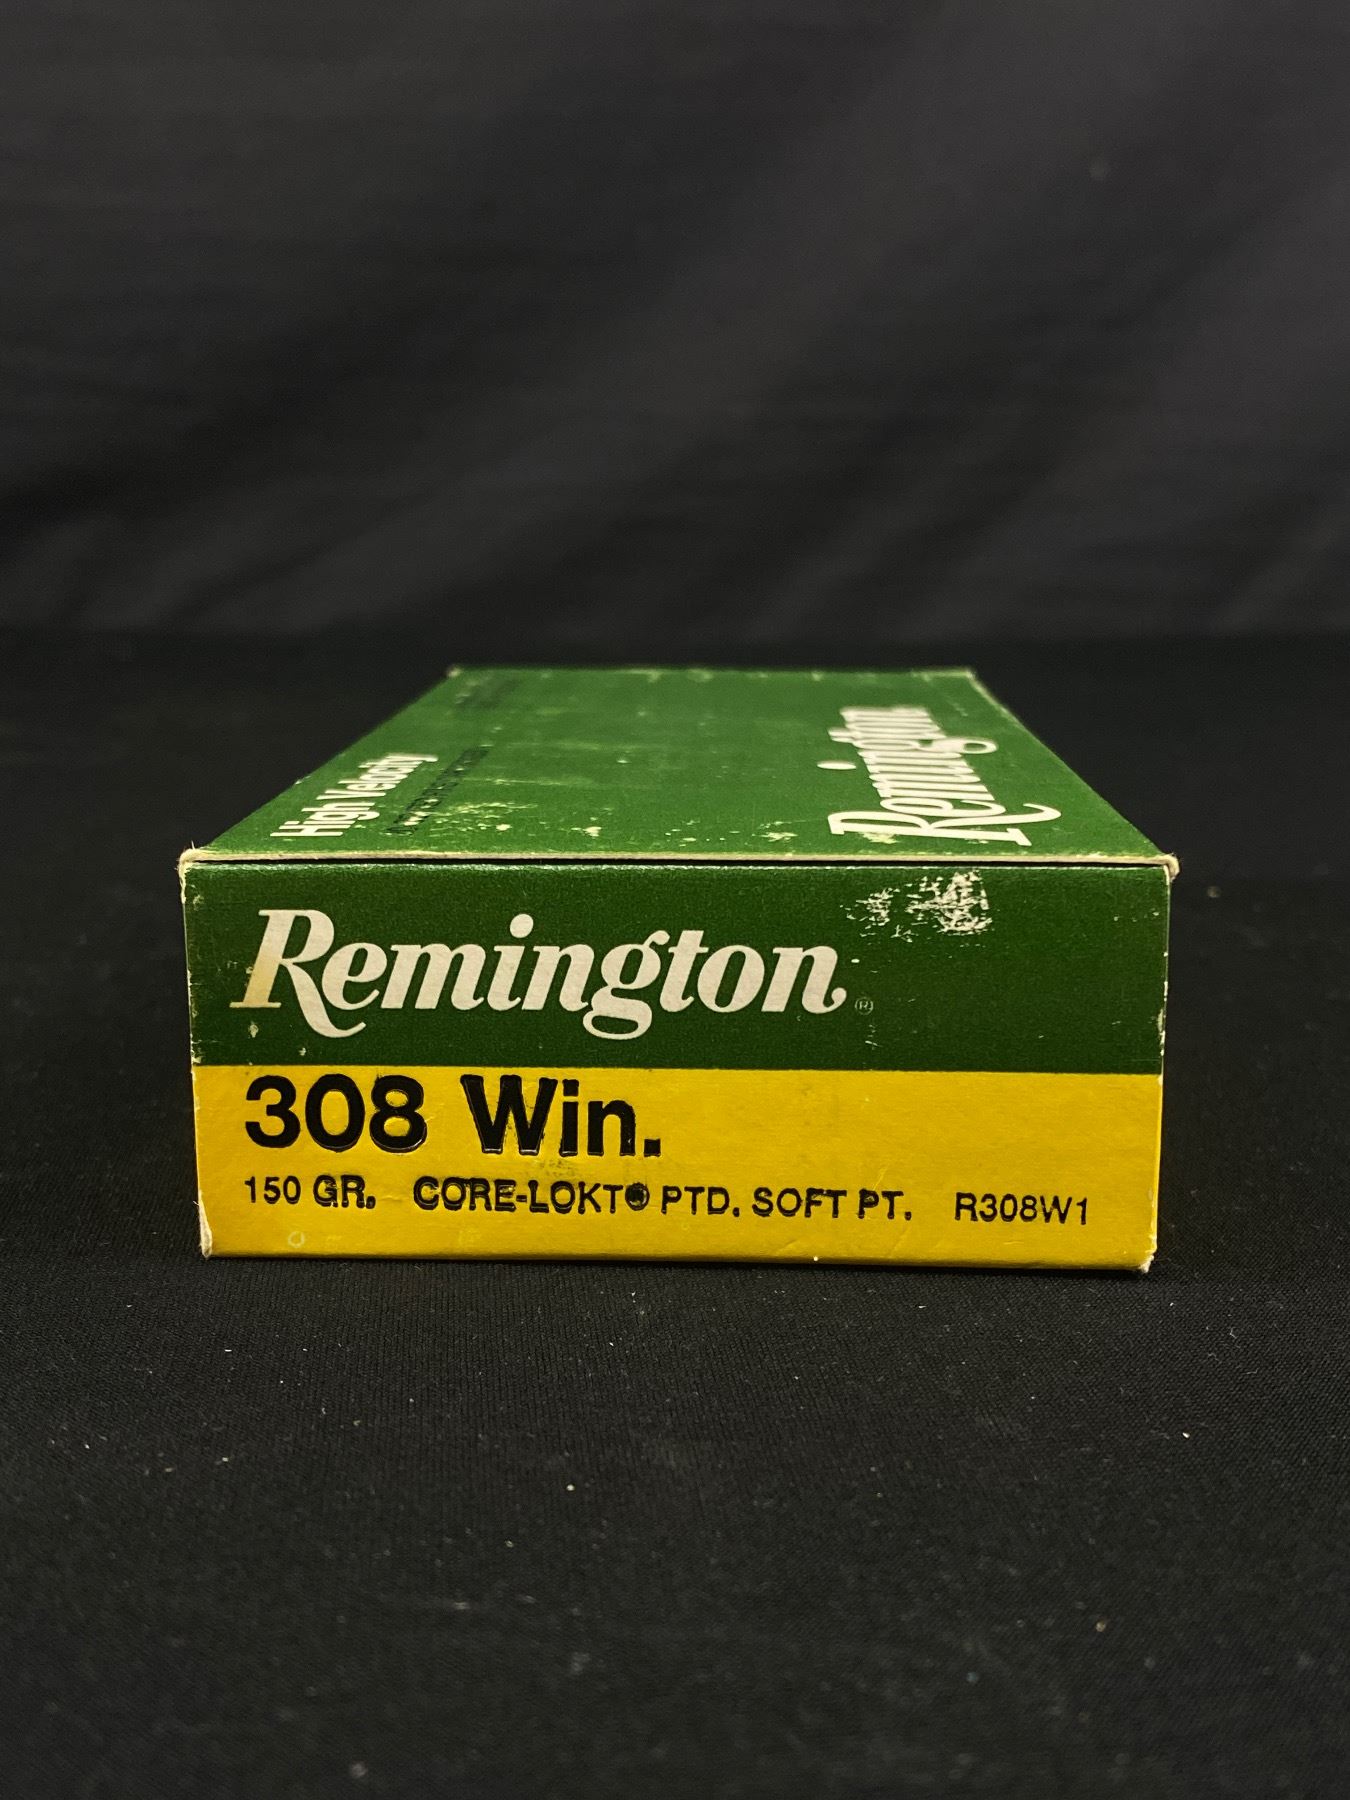 High Velocity
Remington
Remington®
308 Win.
150 GR. CORE-LOKT® PTD. SOFT PT. R308W1